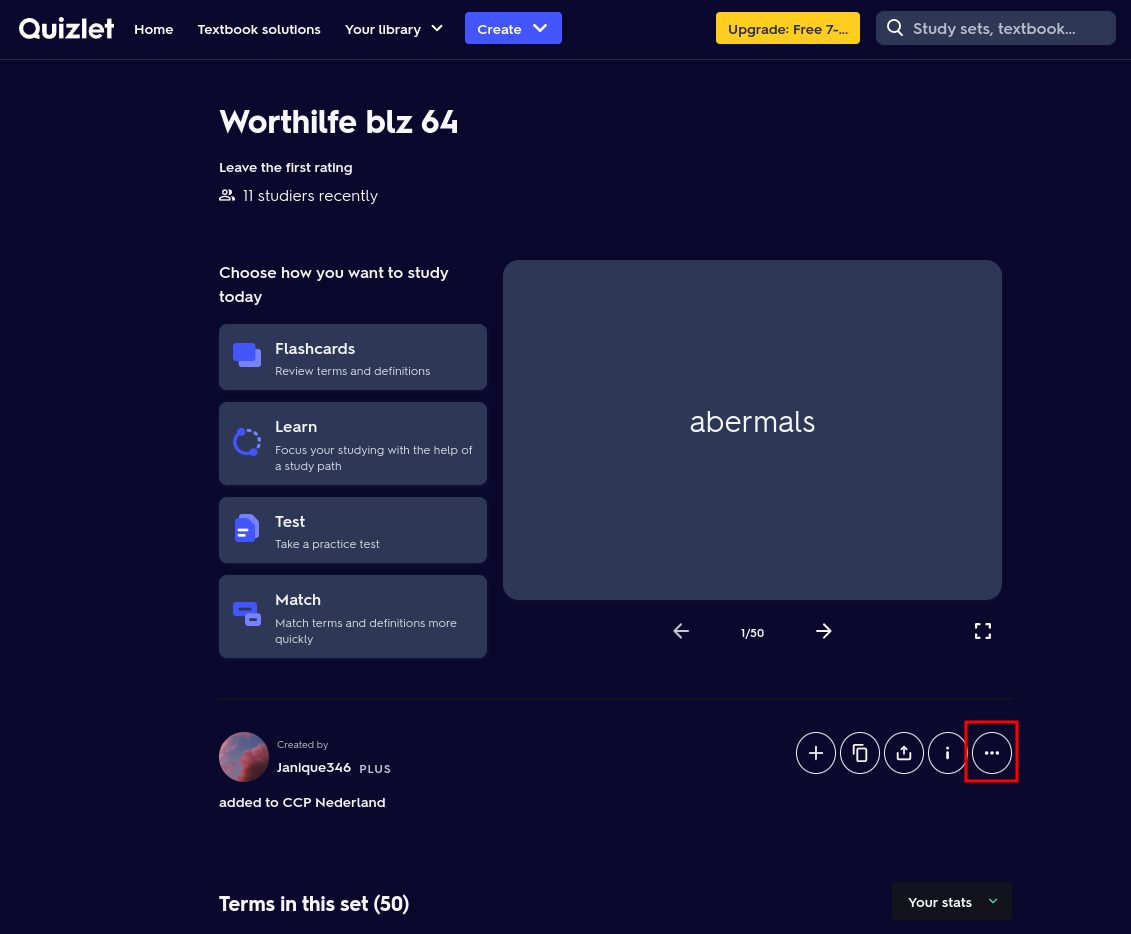 Quizlet
Home
Textbook solutions
Your library
Create
Upgrade: Free 7-...
Study sets, textbook...
Worthilfe blz 64
Leave the first rating
11 studiers recently
Choose how you want to study
today
Flashcards
Review terms and definitions
Learn
Focus your studying with the help of
a study path
Test
Take a practice test
Match
Match terms and definitions more
quickly
abermals
1/50
Created by
Janique346 PLUS
added to CCP Nederland
Terms in this set (50)
Your stats